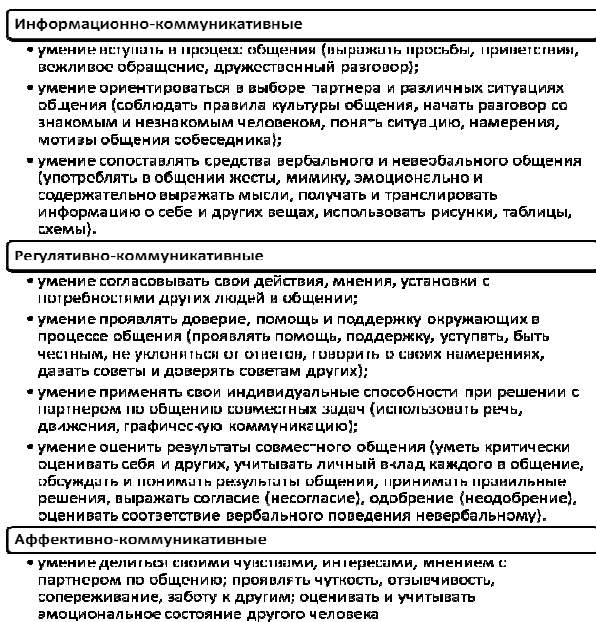 Информационно-коммуникативные
• умение вступать в процесс общения (выражать просьбы, приветствия,
вежливое обращение, дружественный разговор);
• умение ориентироваться в выборе партнера и различных ситуациях
общения (соблюдать правила культуры общения, начать разговор со
знакомым и незнакомым человеком, понять ситуацию, намерения,
мотивы общения собеседника);
• умение сопоставлять средства вербального и невербального общения
(употреблять в общении жесты, мимику, эмоционально и
содержательно выражать мысли, получать и транслировать
информацию о себе и других вещах, использовать рисунки, таблицы,
схемы).
Регулятивно-коммуникативные
• умение согласовывать свои действия, мнения, установки с
потребностями других людей в общении;
• умение проявлять доверие, помощь и поддержку окружающих в
процессе общения (проявлять помощь, поддержку, уступать, быть
честным, не уклоняться от ответов, говорить о своих намерениях,
давать советы и доверять советам других);
• умение применять свои индивидуальные способности при решении с
партнером по общению совместных задач (использовать речь,
движения, графическую коммуникацию);
• умение оценить результаты совместного общения (уметь критически
оценивать себя и других, учитывать личный вклад каждого в общение,
обсуждать и понимать результаты общения, принимать правильные
решения, выражать согласие (несогласие), одобрение (неодобрение),
оценивать соответствие вербального поведения невербальному).
Аффективно-коммуникативные
• умение делиться своими чувствами, интересами, мнением с
партнером по общению; проявлять чуткость, отзывчивость,
сопереживание, заботу к другим; оценивать и учитывать
эмоциональное состояние другого человека